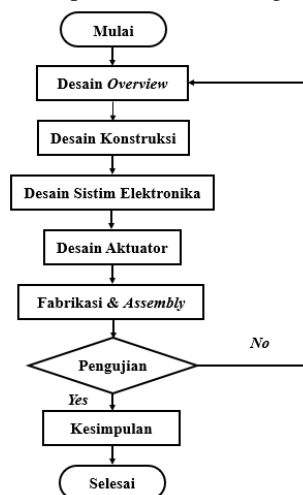 Mulai
Desain Overview
Desain Konstruksi
Desain Sistim Elektronika
Desain Aktuator
Fabrikasi & Assembly
Pengujian
No
Yes
Kesimpulan
Selesai